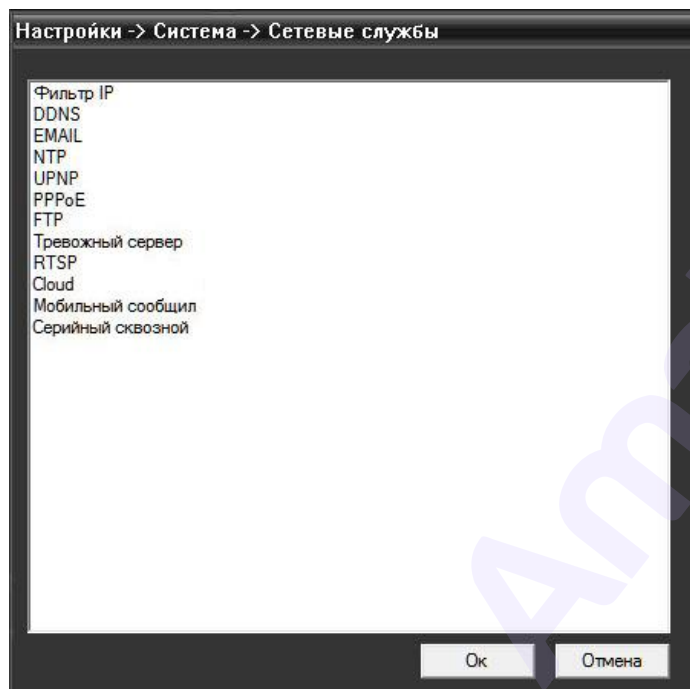 Настройки -> Система -> Сетевые службы
Фильтр IP
DDNS
EMAIL
NTP
UPNP
PPPoE
FTP
Тревожный сервер
RTSP
Cloud
Мобильный сообщил
Серийный сквозной
Ок
Отмена